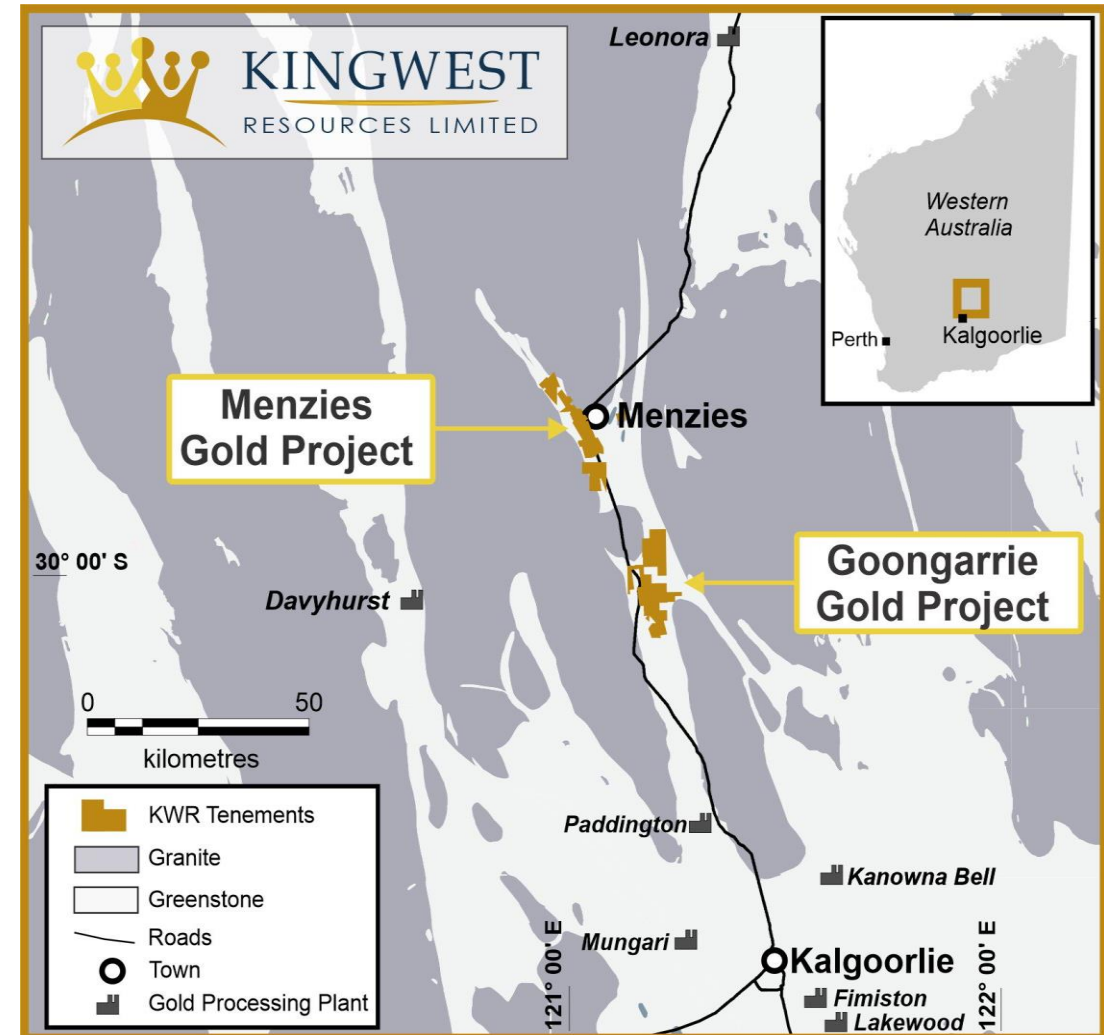 KINGWEST
RESOURCES LIMITED
Leonora
Western
Australia
Perth
Kalgoorlie
Menzies
Gold Project
Menzies
30° 00' S
Davyhurst
Goongarrie
Gold Project
0 50
kilometres
KWR Tenements
Granite
Greenstone
Roads
Town
Gold Processing Plant
Paddington
Kanowna Bell
Mungari
Kalgoorlie
Fimiston
Lakewood
121° 00' E
122° 00' E